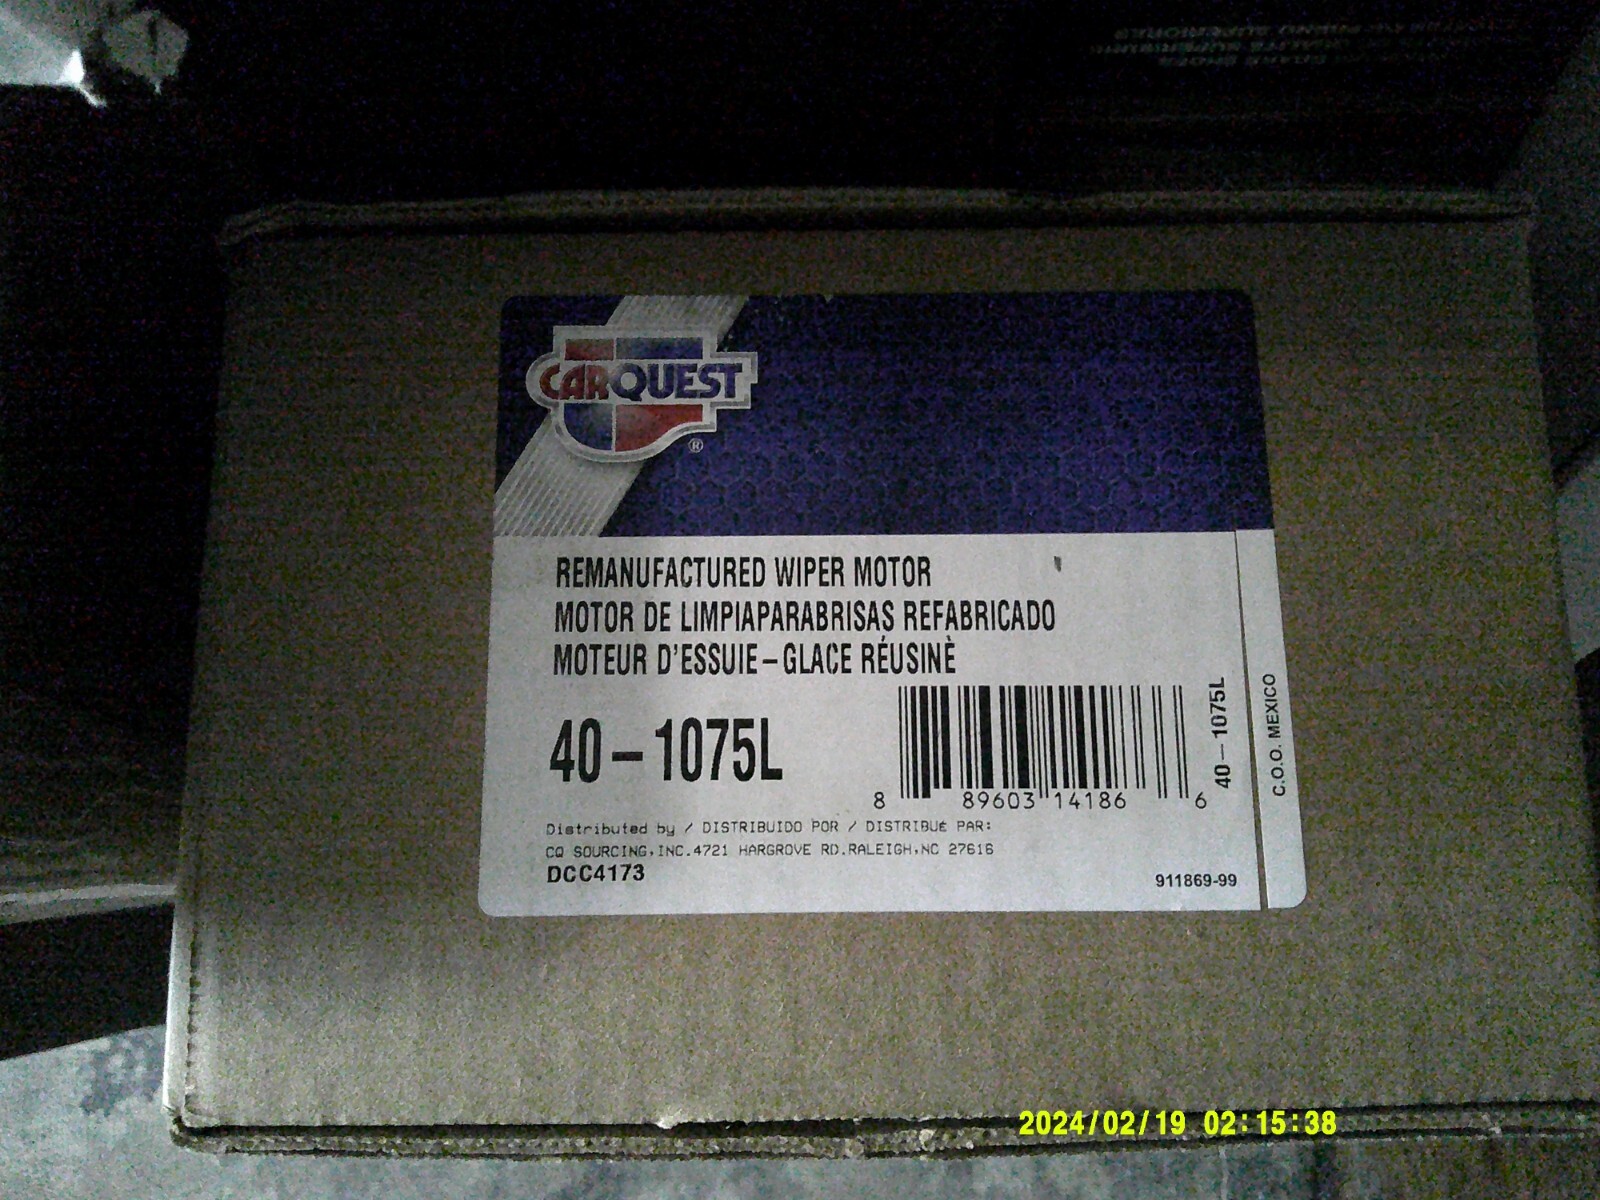 CARQUEST
®
REMANUFACTURED WIPER MOTOR
MOTOR DE LIMPIAPARABRISAS REFABRICADO
MOTEUR D'ESSUIE–GLACE RÉUSINÈ
40–1075L
8 89603 14186 6
40–1075L
C.O.O. MEXICO
Distributed by / DISTRIBUIDO POR / DISTRIBUÉ PAR:
CQ SOURCING,INC.4721 HARGROVE RD.RALEIGH,NC 27616
DCC4173
911869-99
2024/02/19 02:15:38